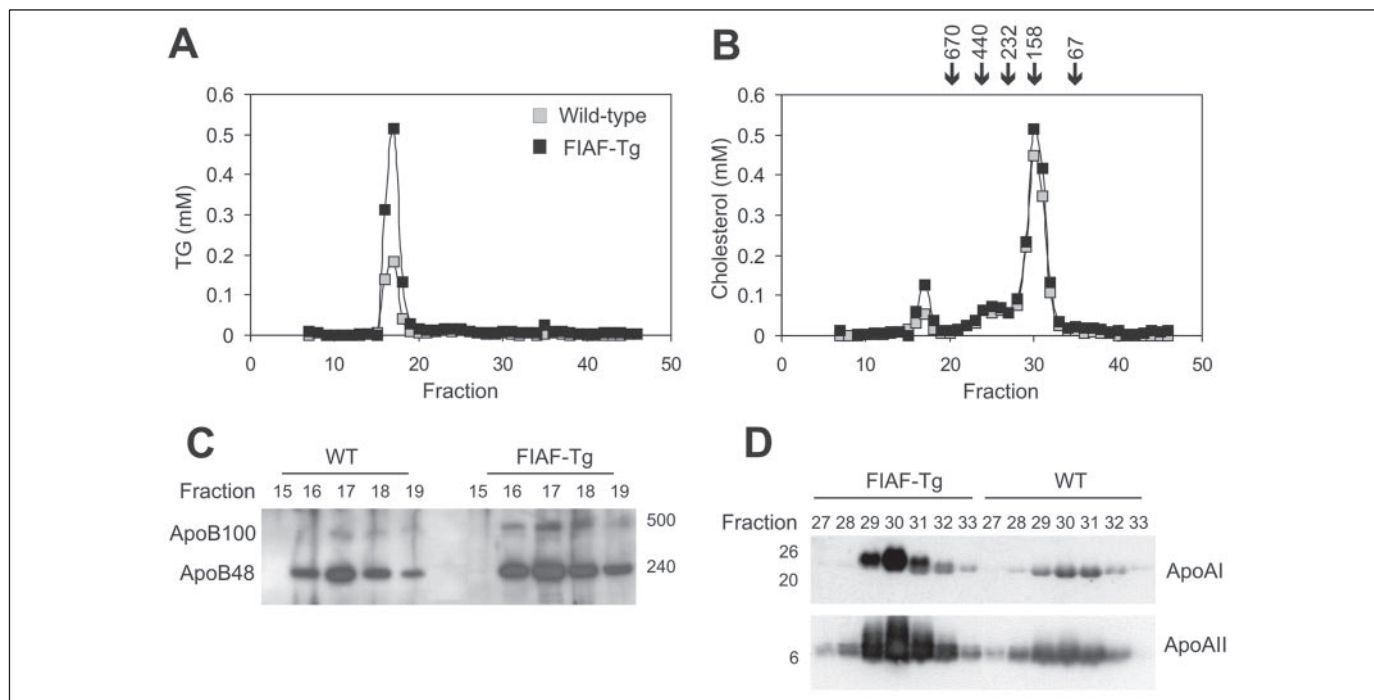 A
B
670
440
232
158
67
0.6
0.5
0.4
0.3
0.2
0.1
0
TG (mM)
Wild-type
FIAF-Tg
0 10 20 30 40 50
Fraction
0.6
0.5
0.4
0.3
0.2
0.1
0
Cholesterol (mM)
0 10 20 30 40 50
Fraction
C
WT FIAF-Tg
Fraction 15 16 17 18 19 15 16 17 18 19
ApoB100 500
ApoB48 240
D
FIAF-Tg WT
Fraction 27 28 29 30 31 32 33 27 28 29 30 31 32 33
26
20
ApoAI
6
ApoAII